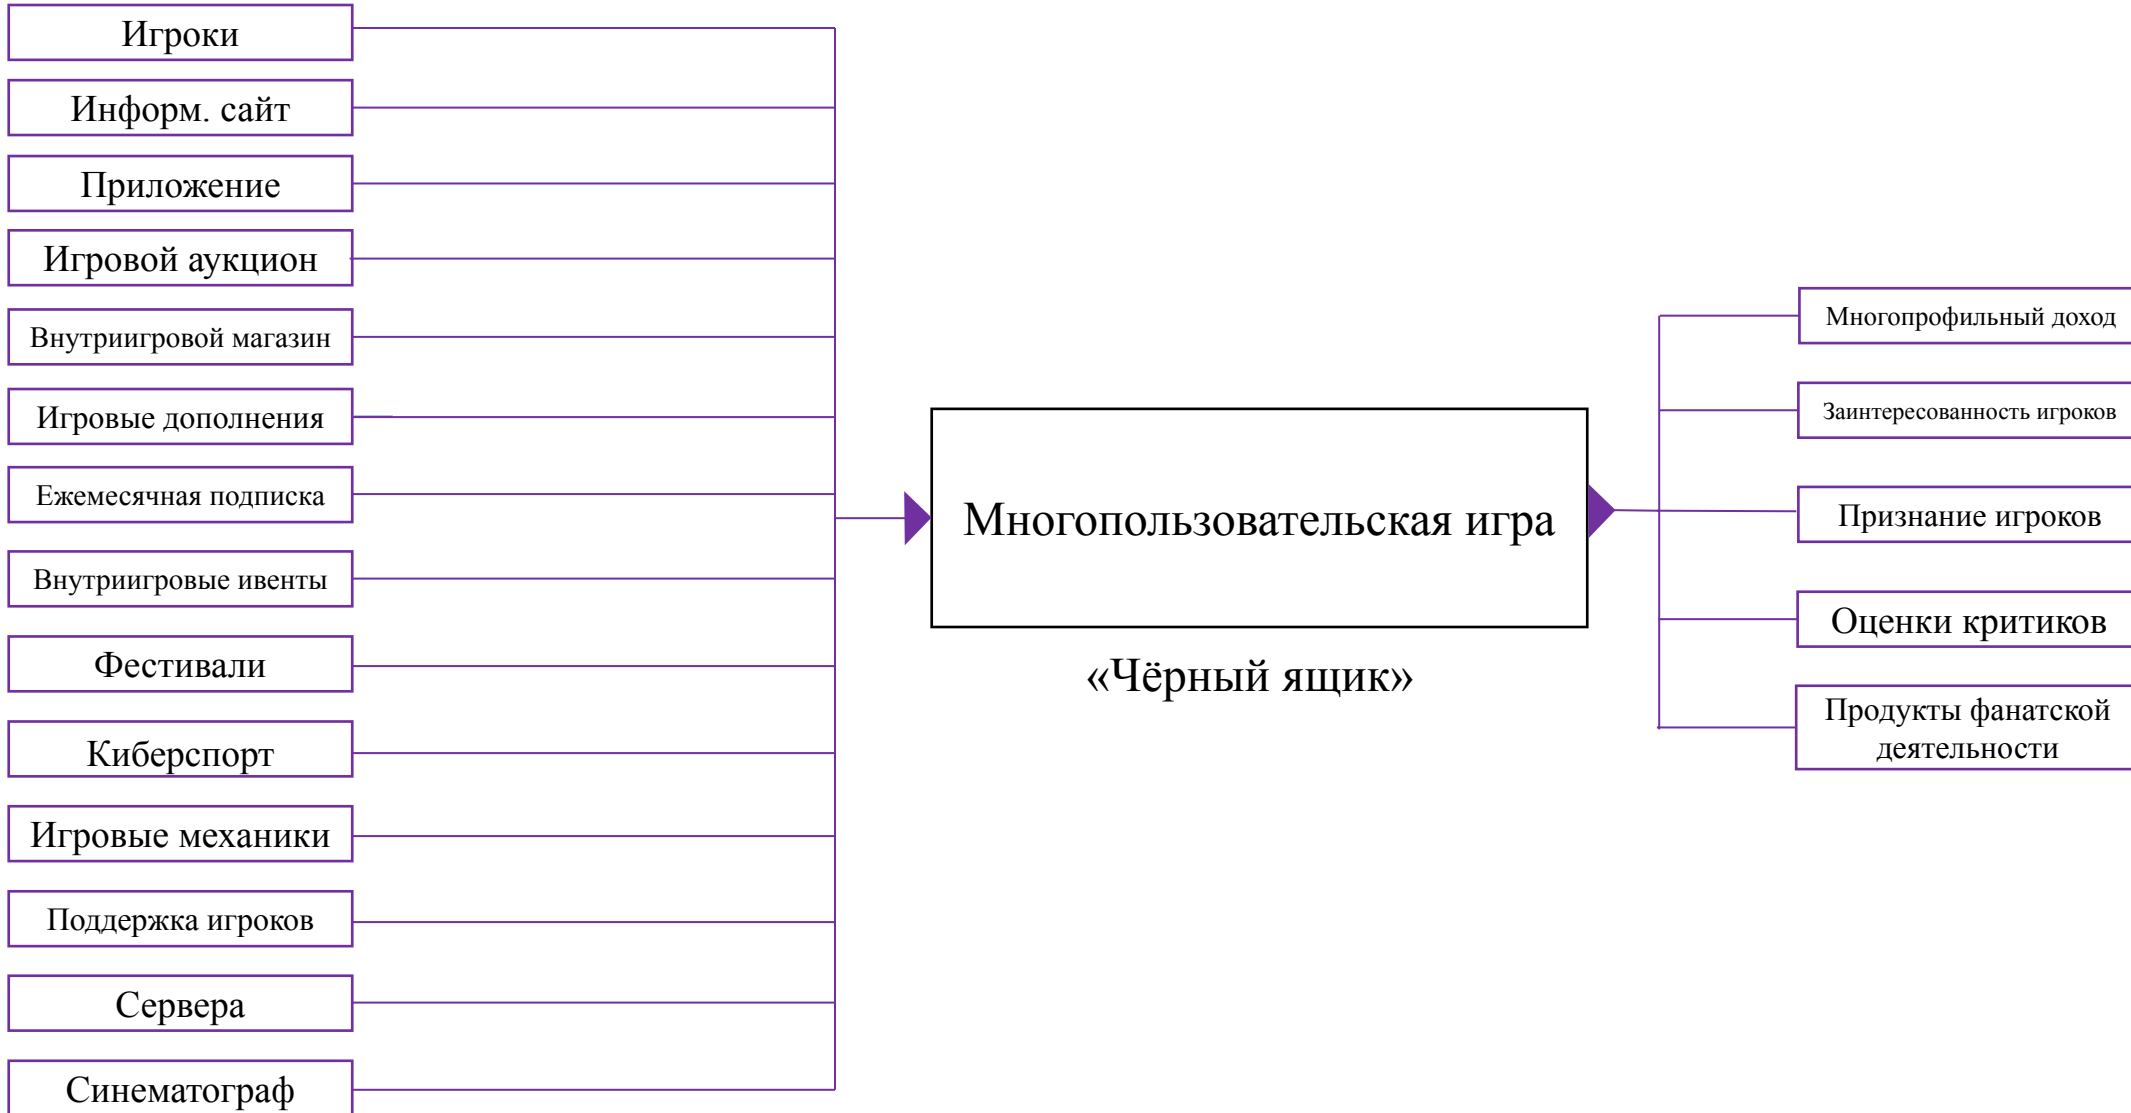 Игроки
Информ. сайт
Приложение
Игровой аукцион
Внутриигровой магазин
Игровые дополнения
Ежемесячная подписка
Внутриигровые ивенты
Фестивали
Киберспорт
Игровые механики
Поддержка игроков
Сервера
Синематограф
Многопользовательская игра
«Чёрный ящик»
Многопрофильный доход
Заинтересованность игроков
Признание игроков
Оценки критиков
Продукты фанатской
деятельности